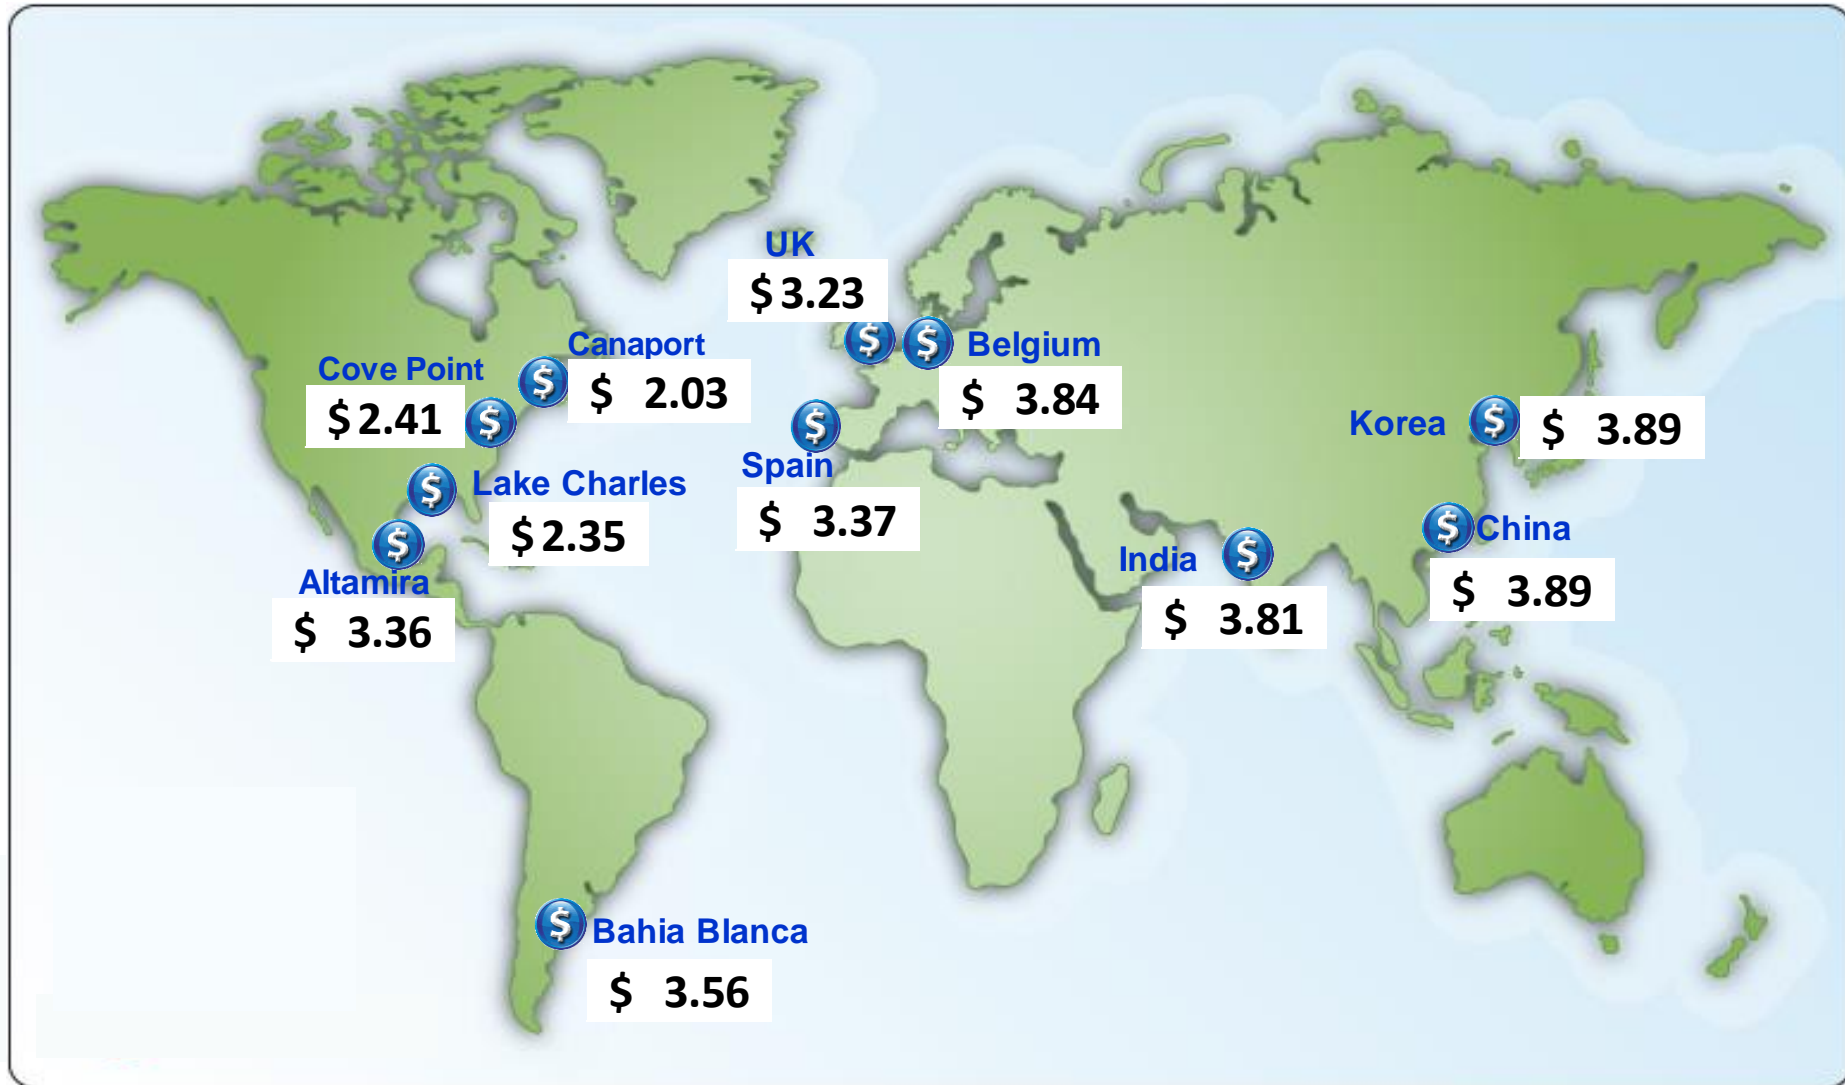 UK
$ 3.23
Canaport
$ 2.03
Cove Point
$ 2.41
Belgium
$ 3.84
Korea
$ 3.89
Spain
$ 3.37
Lake Charles
$ 2.35
China
$ 3.89
India
$ 3.81
Altamira
$ 3.36
Bahia Blanca
$ 3.56